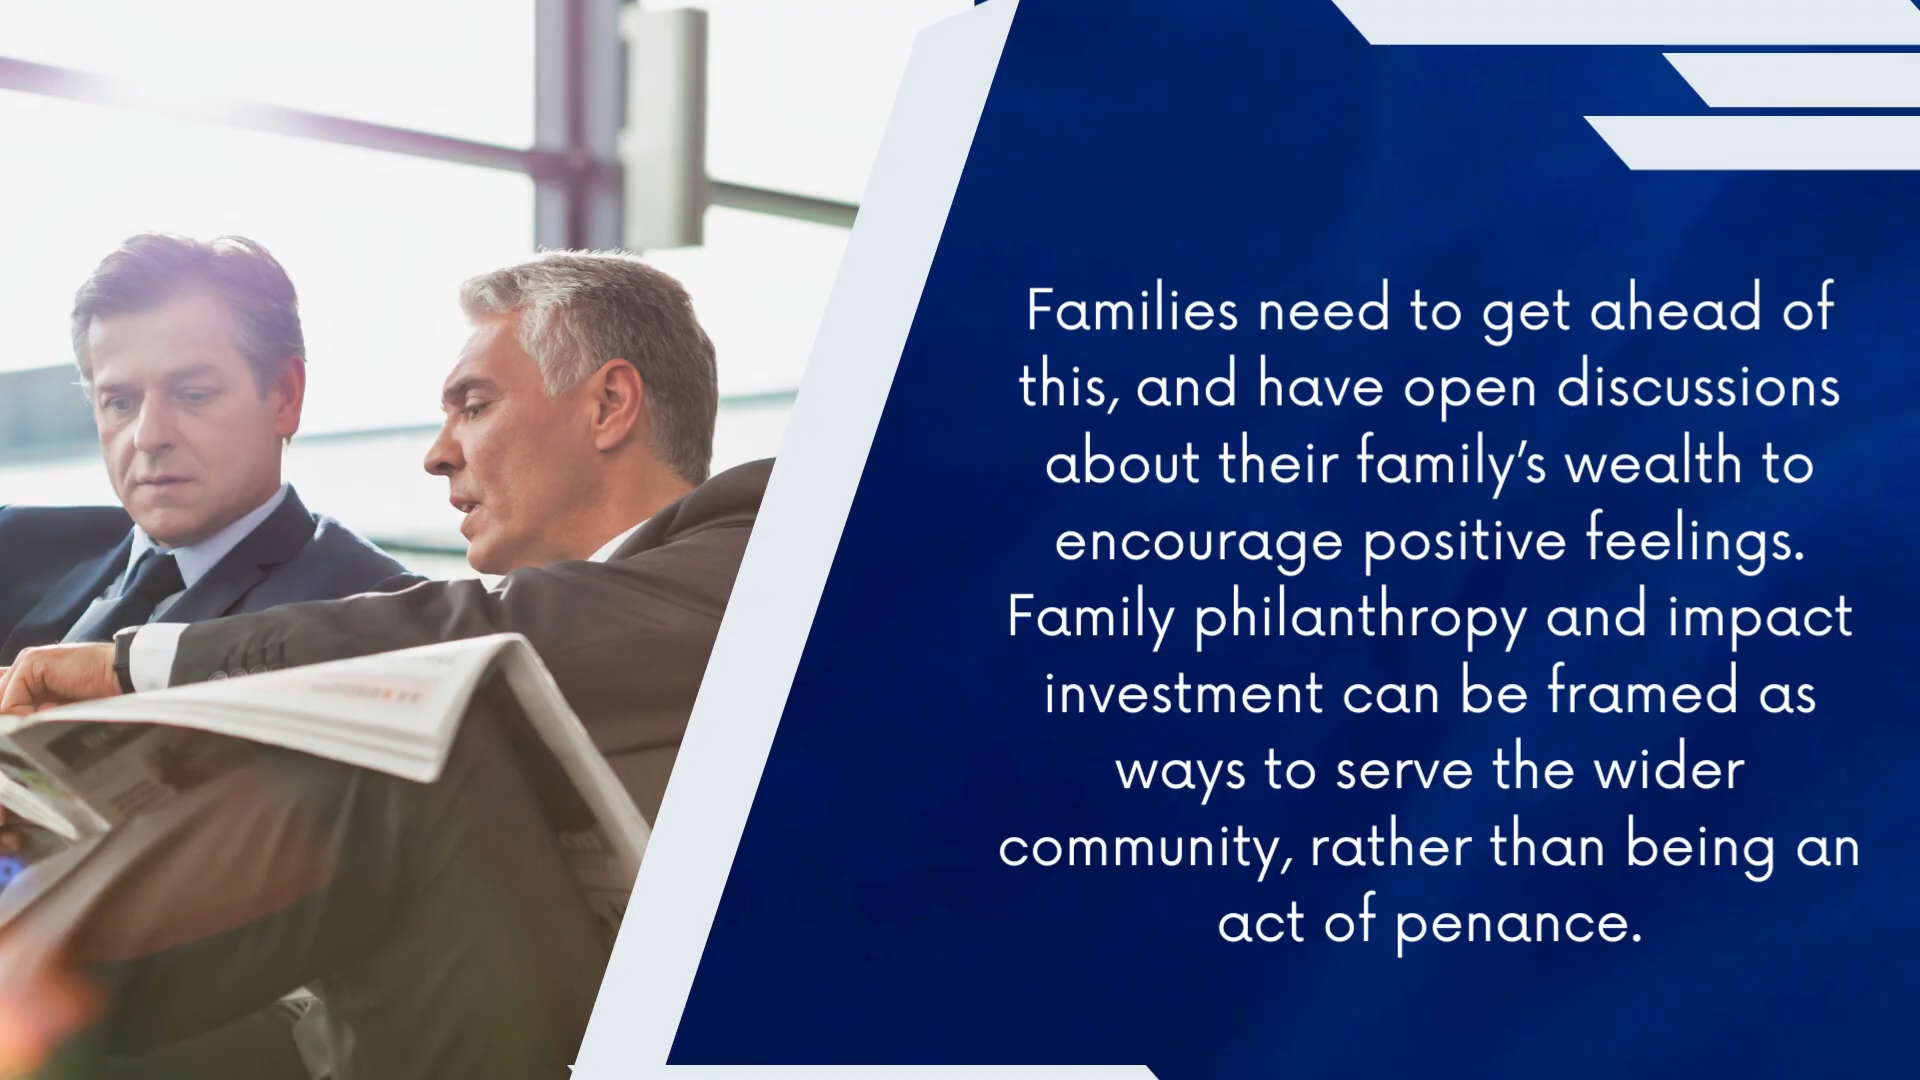 Families need to get ahead of
this, and have open discussions
about their family’s wealth to
encourage positive feelings.
Family philanthropy and impact
investment can be framed as
ways to serve the wider
community, rather than being an
act of penance.